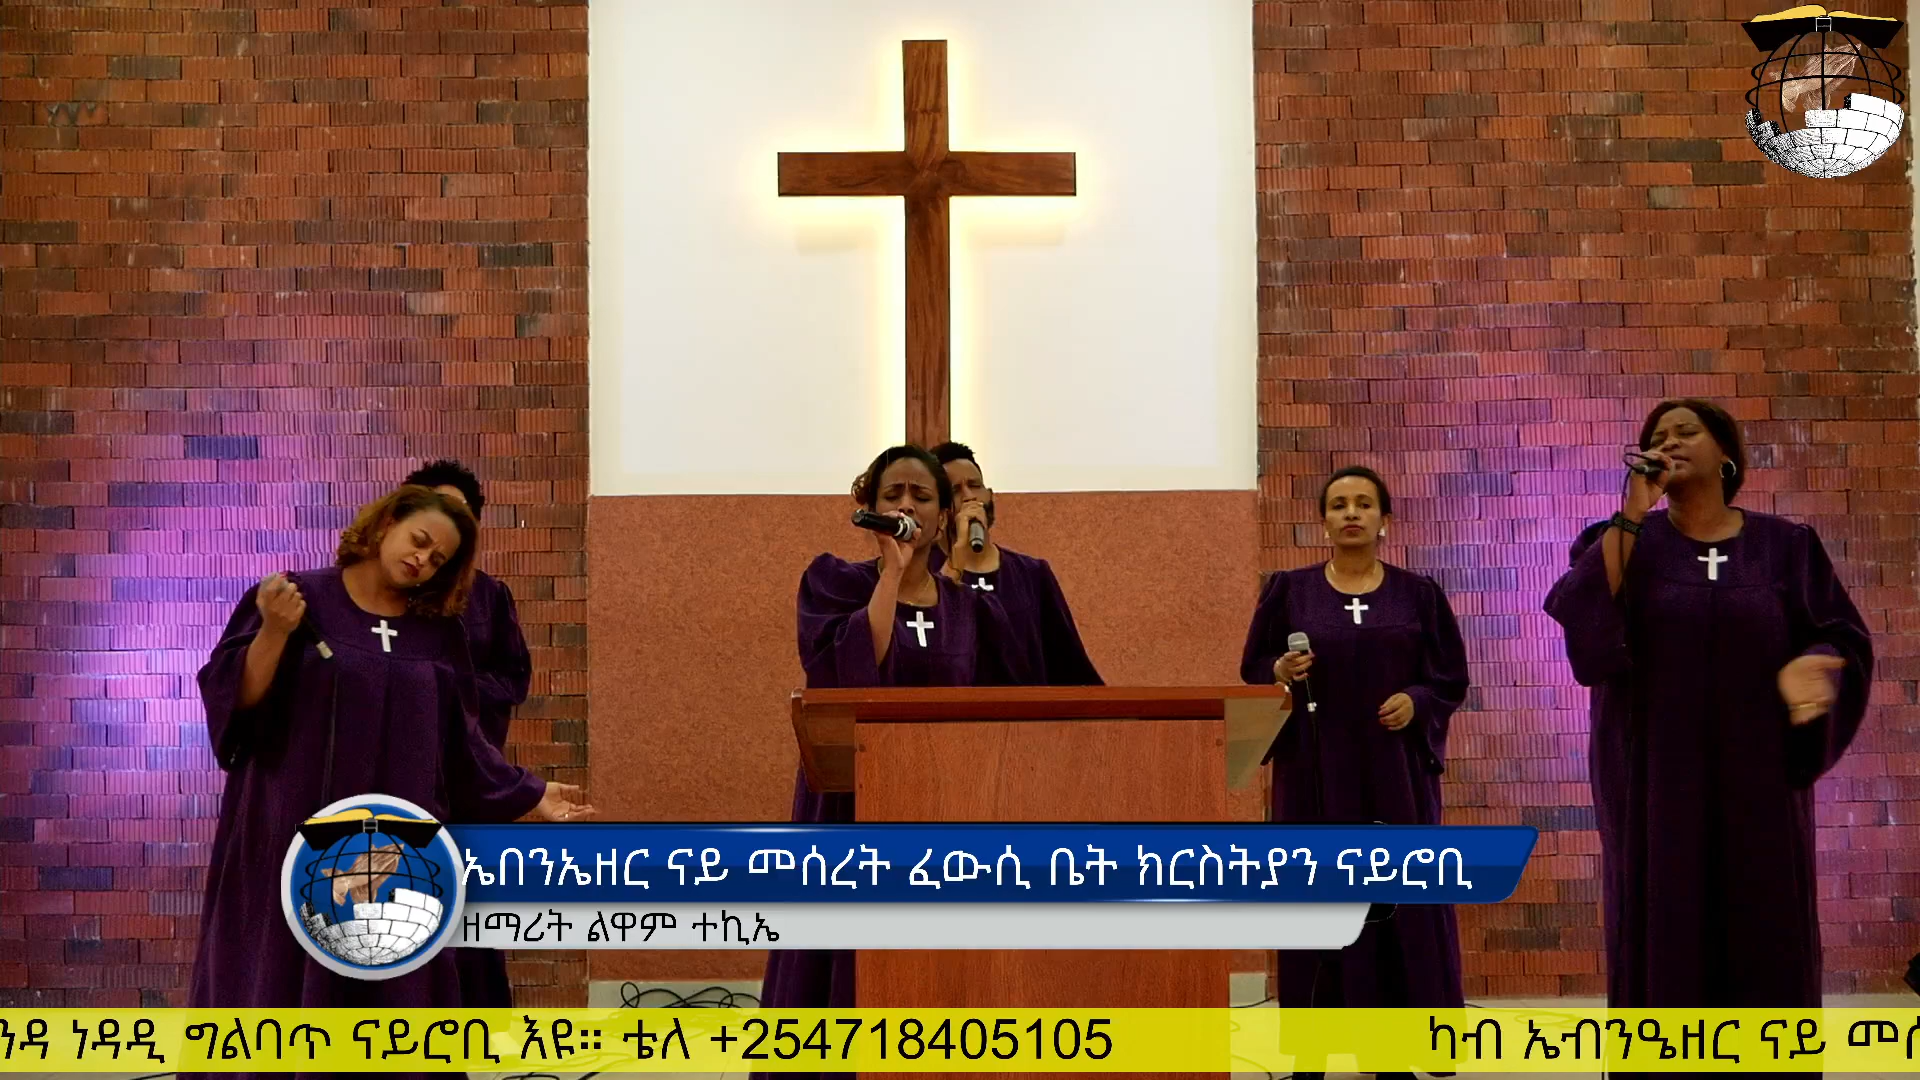 ኤበንኤዘር ናይ መሰረት ፈውሲ ቤት ክርስትያን ናይሮቢ
ዘማሪት ልዋም ተኪኤ
ንዳ ነዳዲ ግልባጥ ናይሮቢ እዩ። ቴለ +254718405105 ካብ ኤብንዔዘር ናይ መሰ